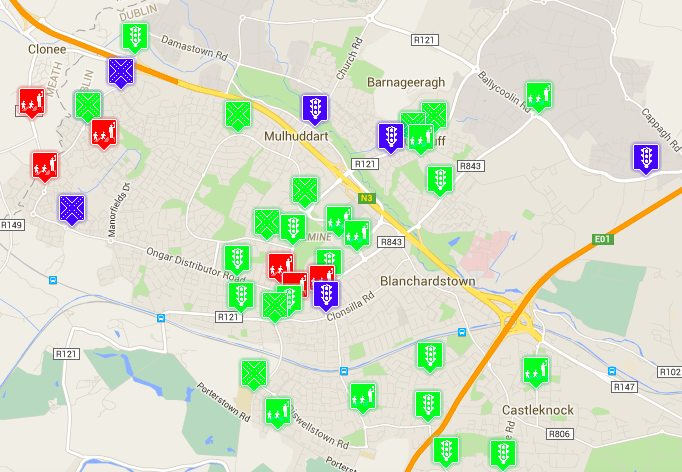 DUBLIN
Clonee
Damastown Rd
Church Rd
R121
Barnageeragh
Ballycoolin Rd
Cappagh Rd
MEATH
Mulhuddart
R121
R843
N3
Manorfields Dr
R149
MINE
R843
E01
Ongar Distributor Road
Blanchardstown
Clonsilla Rd
R121
R121
R102
R147
Porterstown Rd
Castleknock
R806